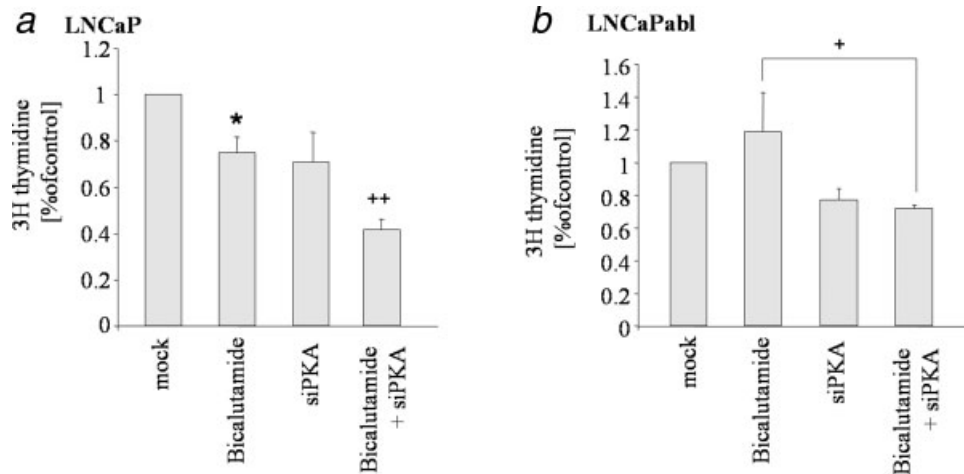 a LNCaP
1.2
1
0.8
0.6
0.4
0.2
0
3H thymidine
[%ofcontrol]
*
++
mock
Bicalutamide
siPKA
Bicalutamide
+ siPKA
b LNCaPabl
1.6
1.4
1.2
1
0.8
0.6
0.4
0.2
0
3H thymidine
[%ofcontrol]
+
mock
Bicalutamide
siPKA
Bicalutamide
+ siPKA